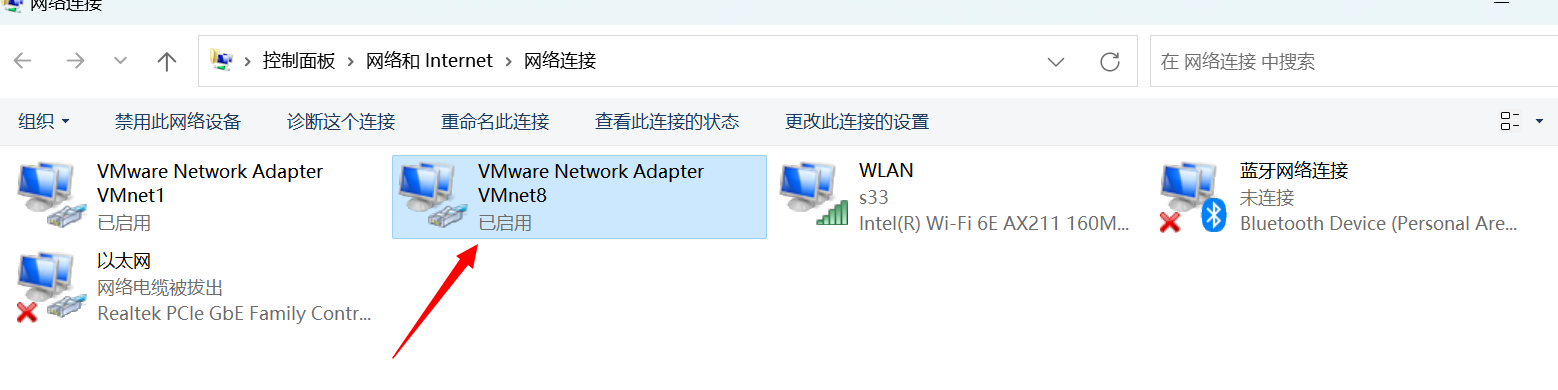 网络连接
控制面板 › 网络和 Internet › 网络连接
在 网络连接 中搜索
组织 禁用此网络设备 诊断这个连接 重命名此连接 查看此连接的状态 更改此连接的设置
VMware Network Adapter
VMnet1
已启用
VMware Network Adapter
VMnet8
已启用
WLAN
s33
Intel(R) Wi-Fi 6E AX211 160M...
蓝牙网络连接
未连接
Bluetooth Device (Personal Are...
以太网
网络电缆被拔出
Realtek PCIe GbE Family Contr...